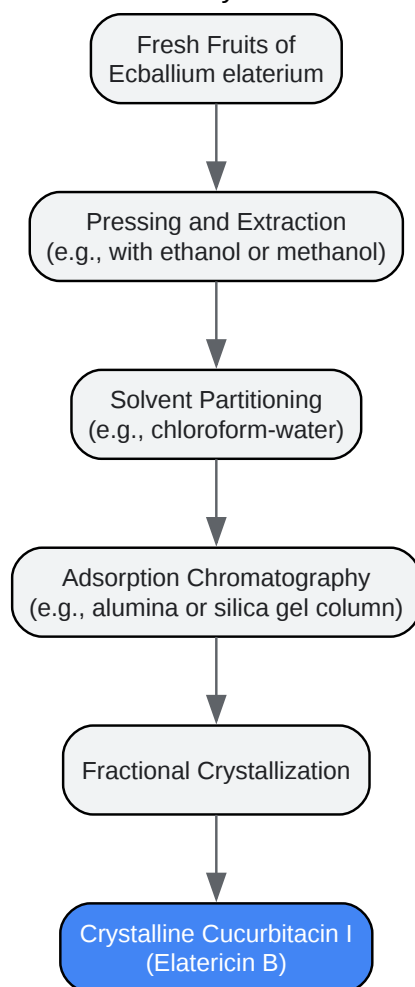 Fresh Fruits of
Ecballium elaterium
Pressing and Extraction
(e.g., with ethanol or methanol)
Solvent Partitioning
(e.g., chloroform-water)
Adsorption Chromatography
(e.g., alumina or silica gel column)
Fractional Crystallization
Crystalline Cucurbitacin I
(Elatericin B)